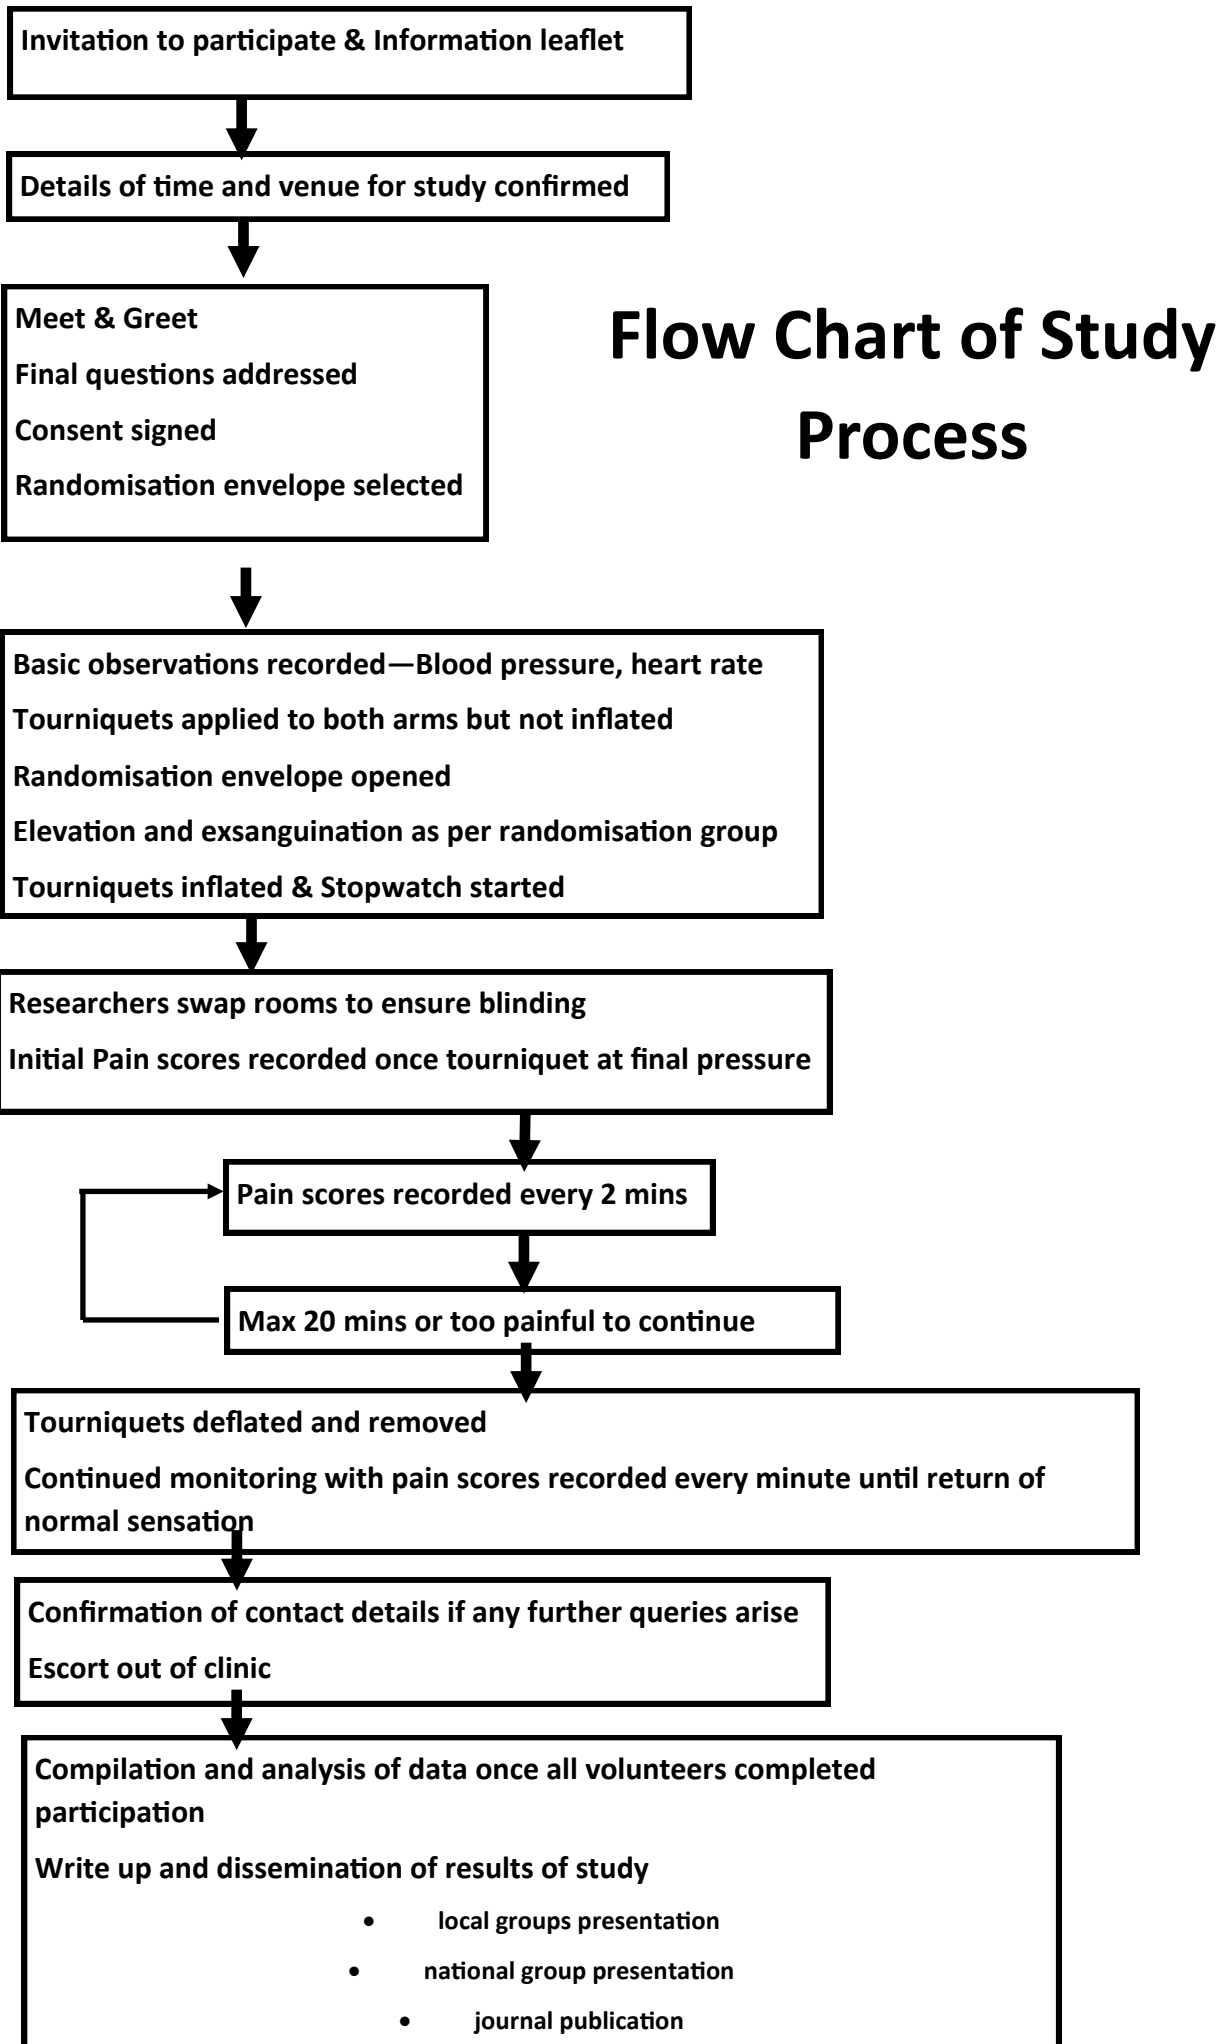 Invitation to participate & Information leaflet
Details of time and venue for study confirmed
Flow Chart of Study
Process
Meet & Greet
Final questions addressed
Consent signed
Randomisation envelope selected
Basic observations recorded—Blood pressure, heart rate
Tourniquets applied to both arms but not inflated
Randomisation envelope opened
Elevation and exsanguination as per randomisation group
Tourniquets inflated & Stopwatch started
Researchers swap rooms to ensure blinding
Initial Pain scores recorded once tourniquet at final pressure
Pain scores recorded every 2 mins
Max 20 mins or too painful to continue
Tourniquets deflated and removed
Continued monitoring with pain scores recorded every minute until return of
normal sensation
Confirmation of contact details if any further queries arise
Escort out of clinic
Compilation and analysis of data once all volunteers completed
participation
Write up and dissemination of results of study
• local groups presentation
• national group presentation
• journal publication